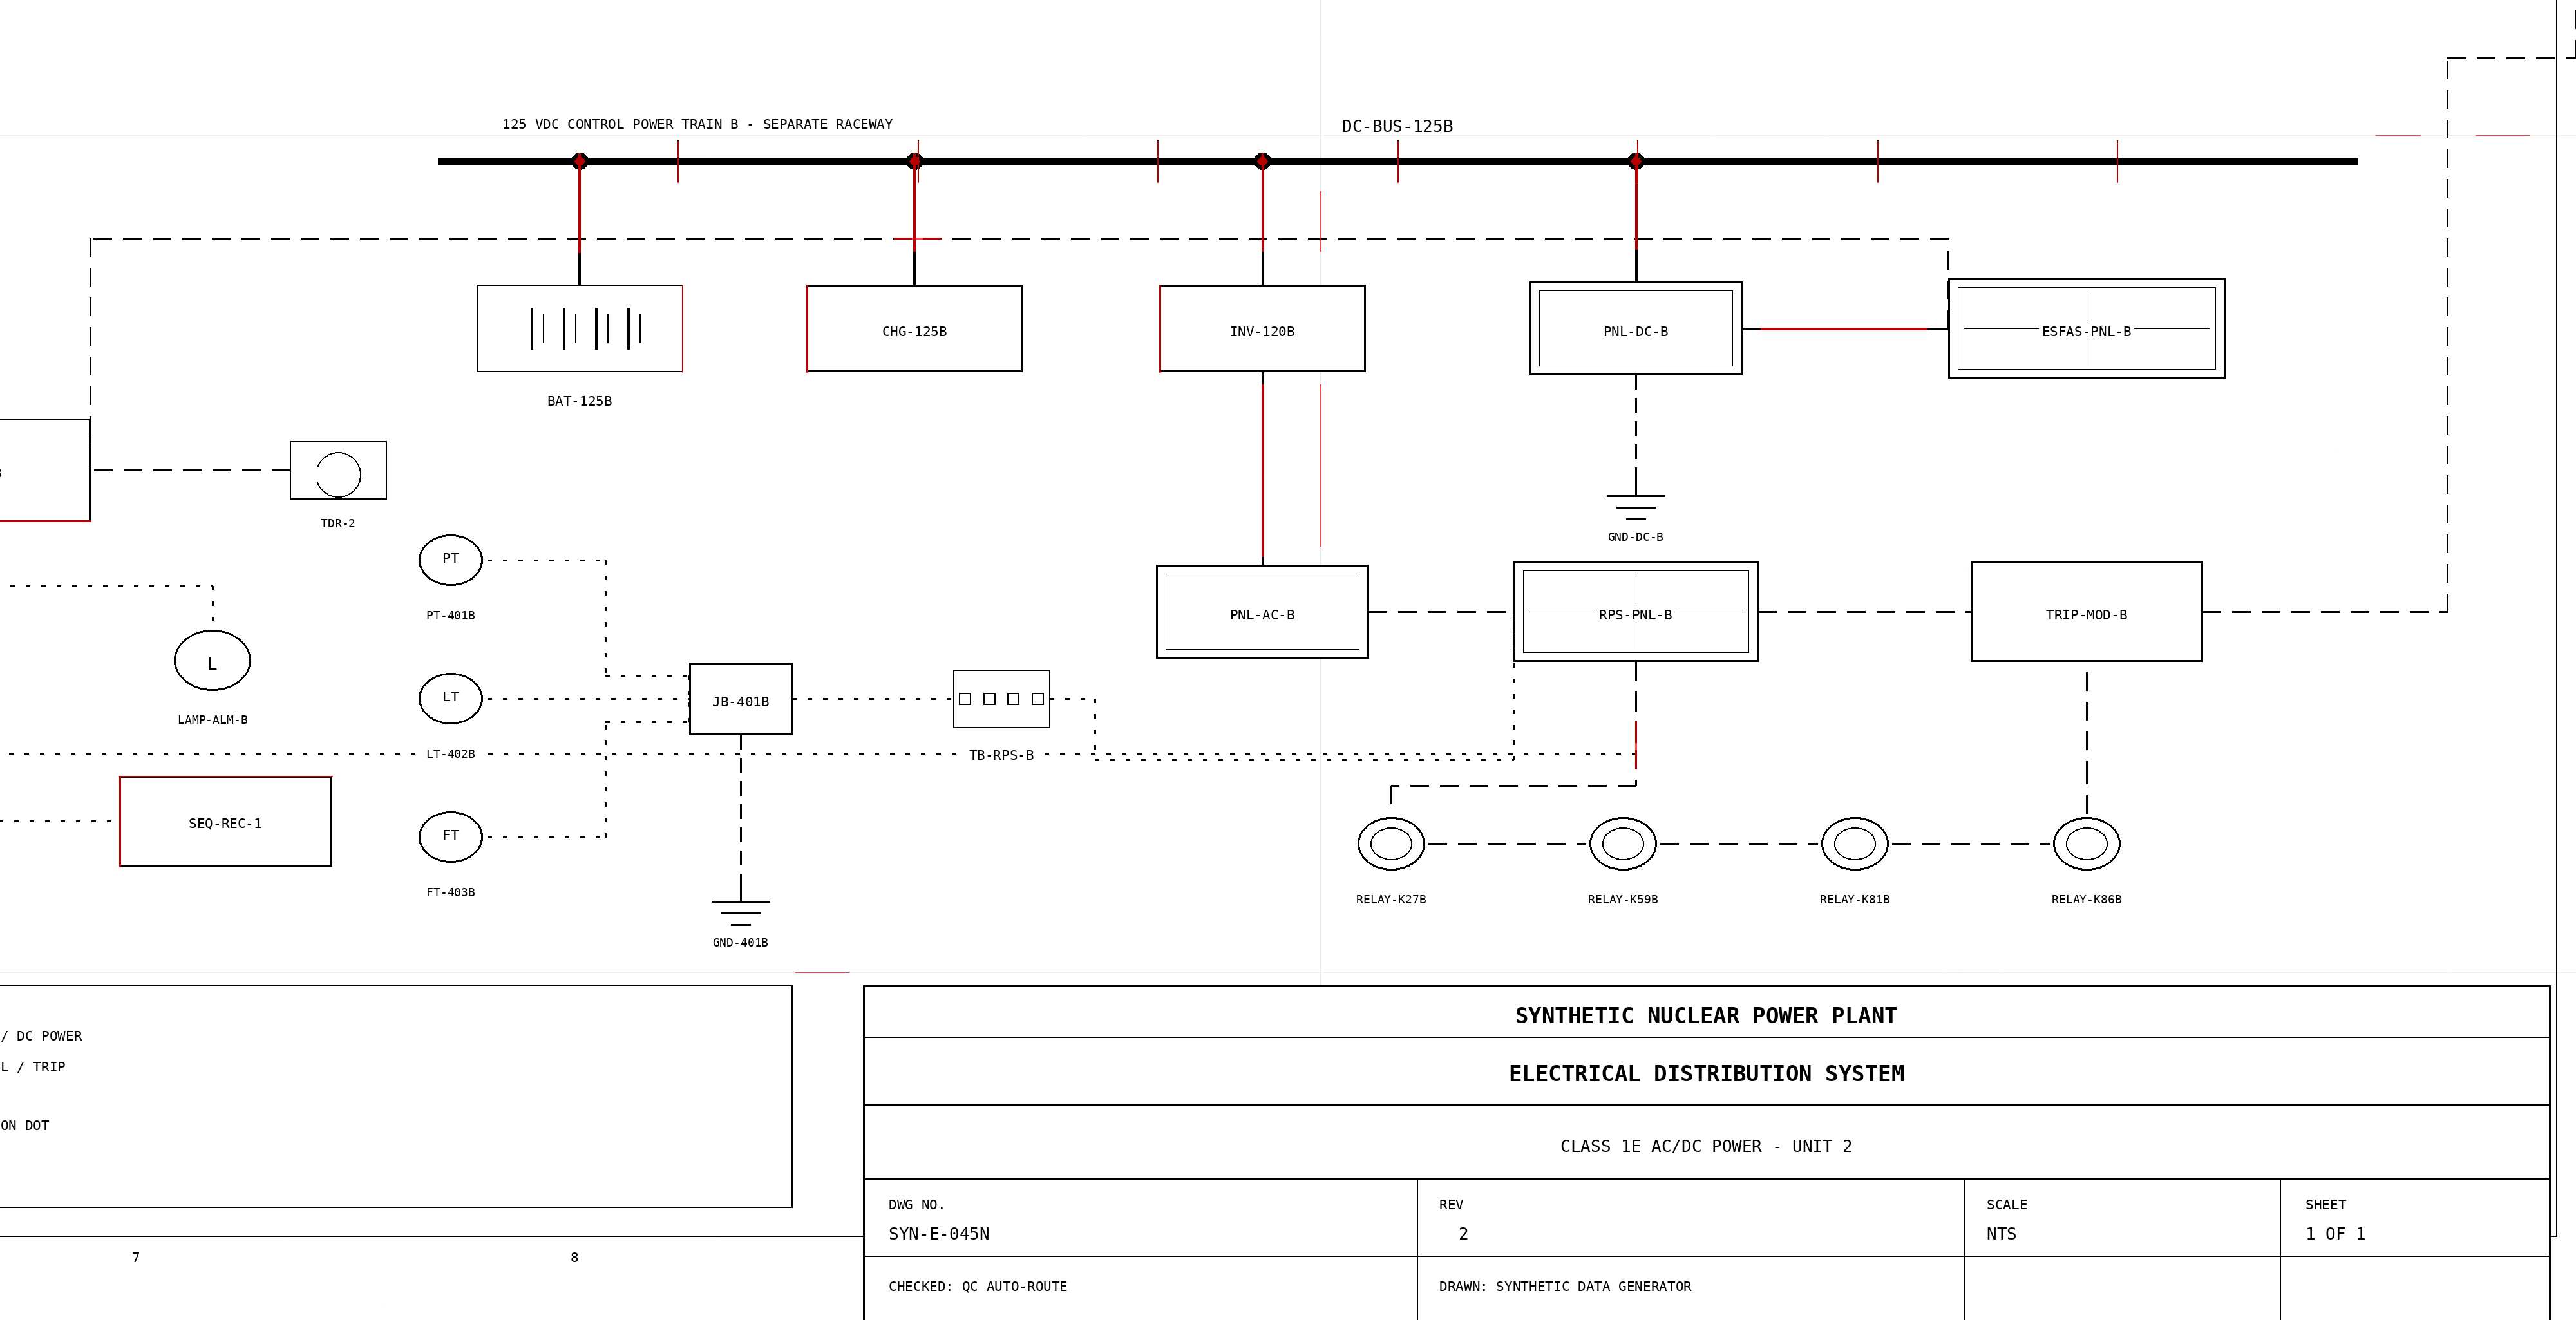 125 VDC CONTROL POWER TRAIN B - SEPARATE RACEWAY
DC-BUS-125B
CHG-125B
INV-120B
PNL-DC-B
ESFAS-PNL-B
BAT-125B
TDR-2
GND-DC-B
PT
PT-401B
PNL-AC-B
RPS-PNL-B
TRIP-MOD-B
L
LAMP-ALM-B
LT
LT-402B
JB-401B
TB-RPS-B
SEQ-REC-1
FT
FT-403B
RELAY-K27B
RELAY-K59B
RELAY-K81B
RELAY-K86B
GND-401B
/ DC POWER
L / TRIP
ON DOT
7
8
SYNTHETIC NUCLEAR POWER PLANT
ELECTRICAL DISTRIBUTION SYSTEM
CLASS 1E AC/DC POWER - UNIT 2
DWG NO.
SYN-E-045N
REV
2
SCALE
NTS
SHEET
1 OF 1
CHECKED: QC AUTO-ROUTE
DRAWN: SYNTHETIC DATA GENERATOR